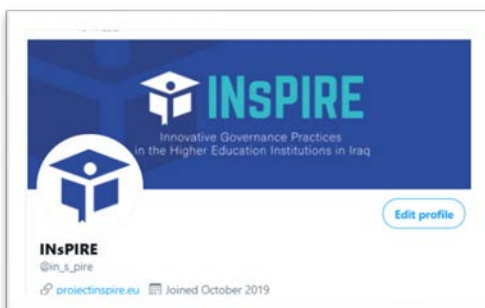 INsPIRE
Innovative Governance Practices
in the Higher Education Institutions in Iraq
Edit profile
INsPIRE
@in_s_pire
projectinspire.eu Joined October 2019